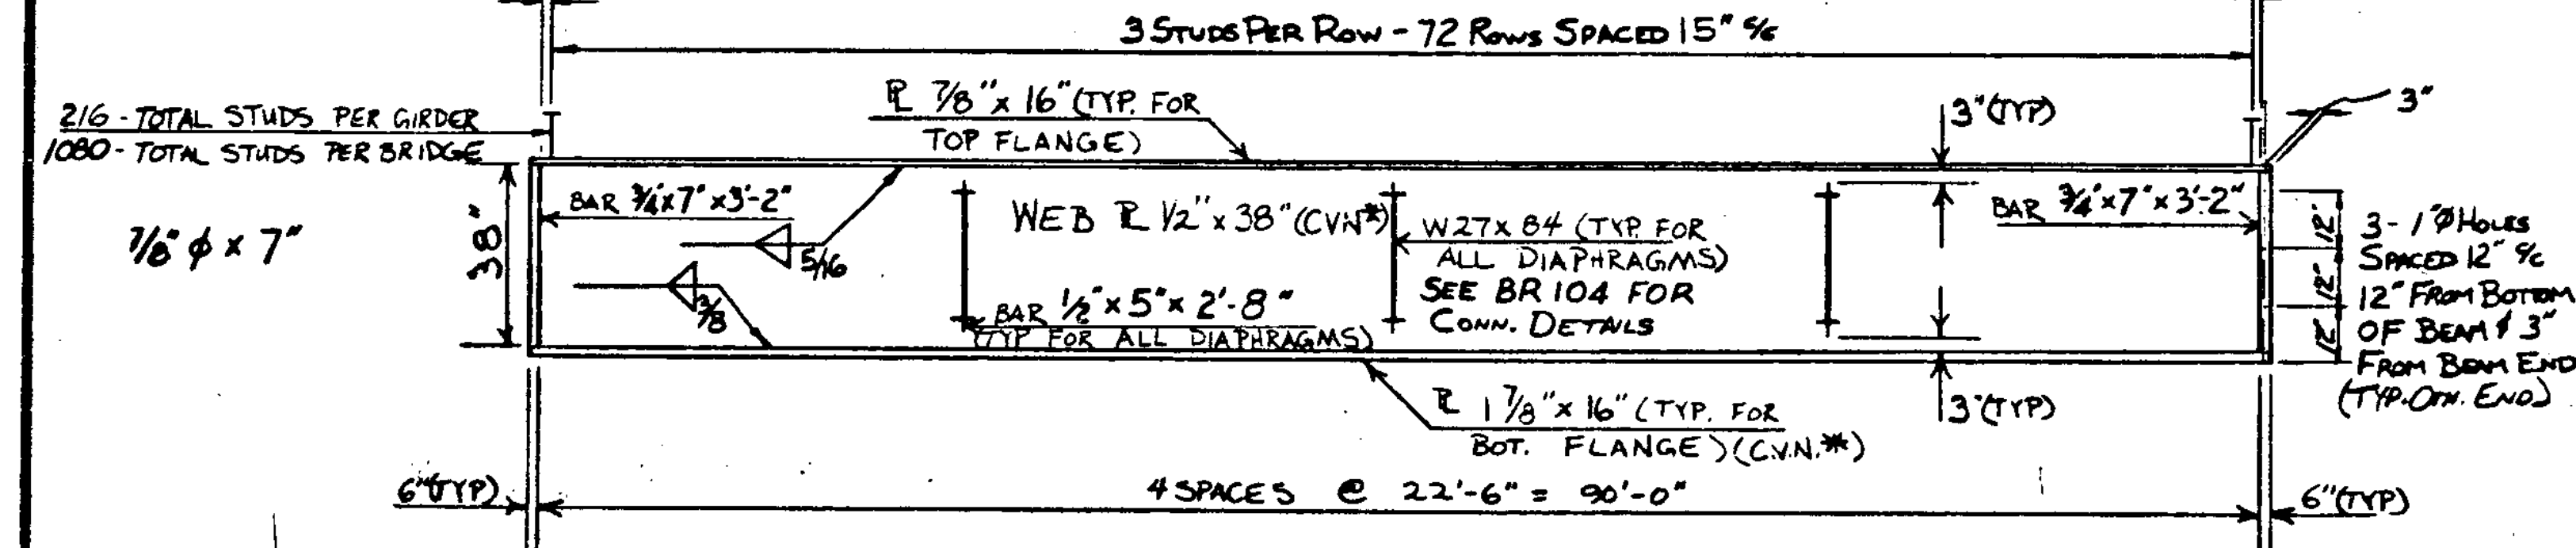 3 STUDS PER ROW - 72 ROWS SPACED 15" c/c
216 - TOTAL STUDS PER GIRDER
1080 - TOTAL STUDS PER BRIDGE
7/8" φ x 7"
38"
PL 7/8" x 16" (TYP. FOR
TOP FLANGE)
3" (TYP)
3"
BAR 3/4" x 7" x 3'-2"
5/16
3/8
WEB PL 1/2" x 38" (CVN*)
BAR 1/2" x 5" x 2'-8"
(TYP FOR ALL DIAPHRAGMS)
W27 x 84 (TYP. FOR
ALL DIAPHRAGMS)
SEE BR 104 FOR
CONN. DETAILS
BAR 3/4" x 7" x 3'-2"
12"
12"
12"
3 - 1" φ HOLES
SPACED 12" c/c
12" FROM BOTTOM
OF BEAM & 3"
FROM BEAM END
(TYP. OTH. END)
PL 1 7/8" x 16" (TYP. FOR
BOT. FLANGE) (C.V.N.*)
3" (TYP)
6" (TYP)
4 SPACES @ 22'-6" = 90'-0"
6" (TYP)